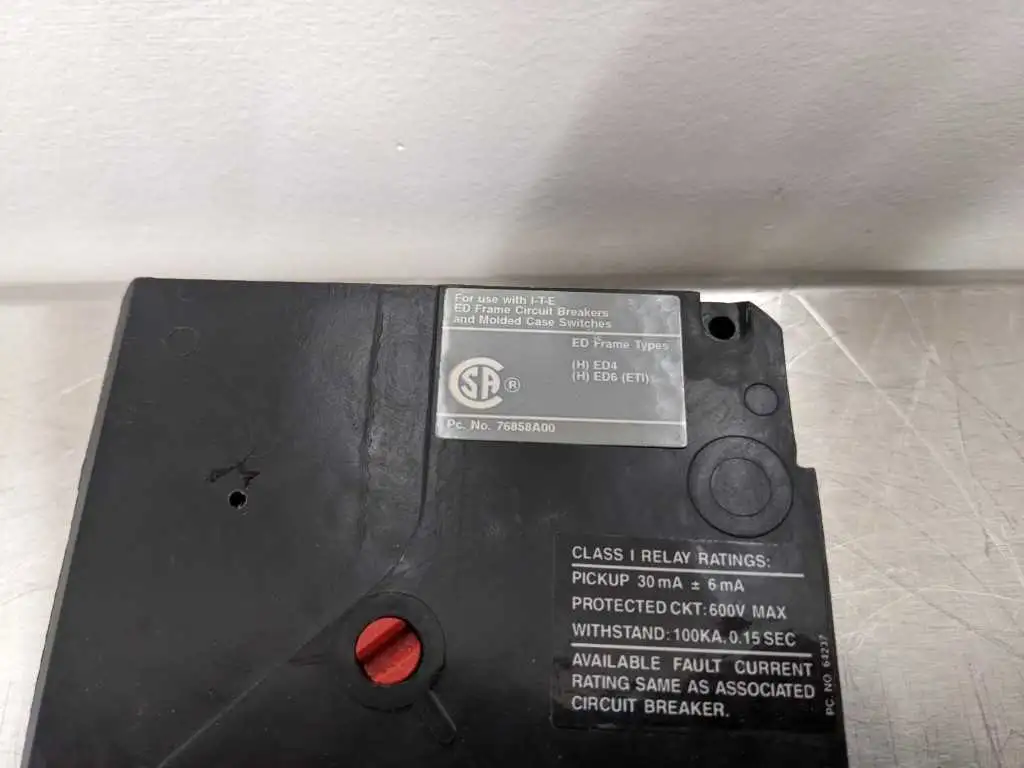 For use with I-T-E
ED Frame Circuit Breakers
and Molded Case Switches
ED Frame Types
(H) ED4
(H) ED6 (ETI)
CSA ®
Pc. No. 76858A00
CLASS I RELAY RATINGS:
PICKUP 30 mA ± 6 mA
PROTECTED CKT: 600V MAX
WITHSTAND: 100KA, 0.15 SEC
AVAILABLE FAULT CURRENT
RATING SAME AS ASSOCIATED
CIRCUIT BREAKER.
PC. NO. 64237